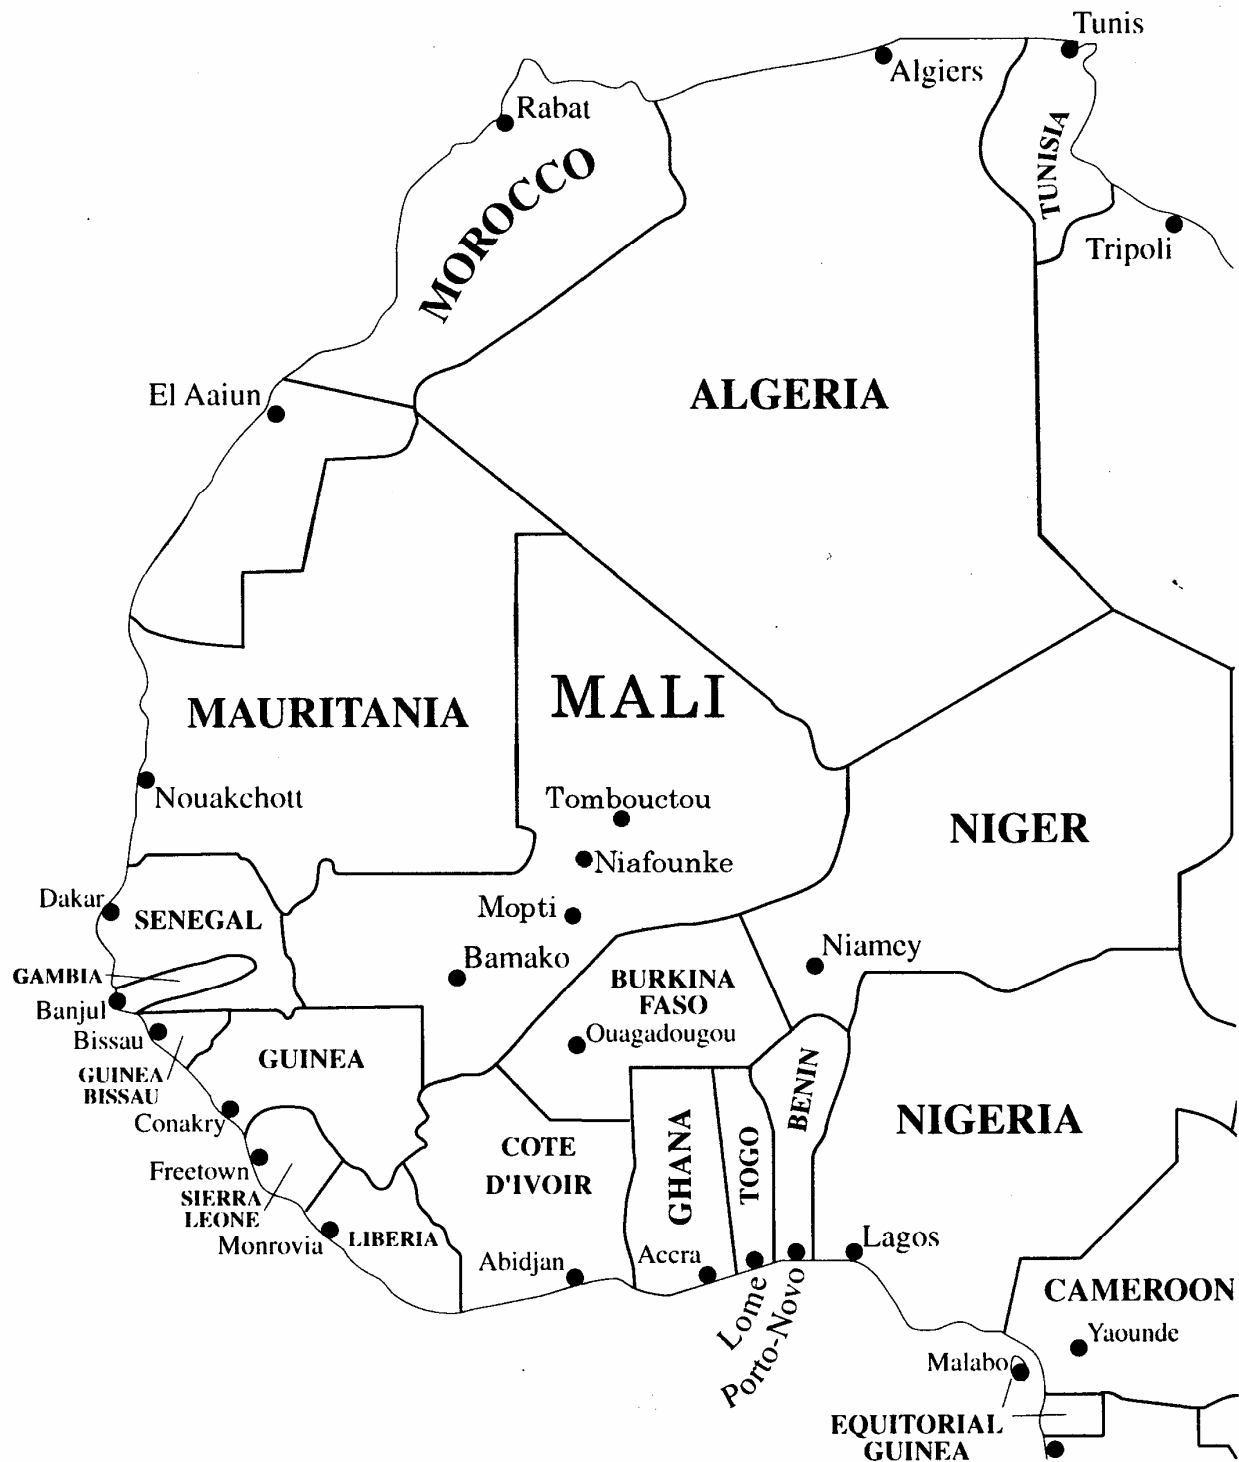 Tunis
Algiers
Rabat
TUNISIA
MOROCCO
Tripoli
El Aaiun
ALGERIA
MALI
MAURITANIA
Nouakchott
Tombouctou
NIGER
Niafounke
Dakar
Mopti
SENEGAL
Niamcy
Bamako
GAMBIA
BURKINA
FASO
Banjul
Bissau
Ouagadougou
GUINEA
GUINEA
BISSAU
BENIN
NIGERIA
Conakry
COTE
D'IVOIR
GHANA
TOGO
Freetown
SIERRA
LEONE
Monrovia
LIBERIA
Lagos
Abidjan
Accra
Lome
Porto-Novo
CAMEROON
Yaounde
Malabo
EQUITORIAL
GUINEA